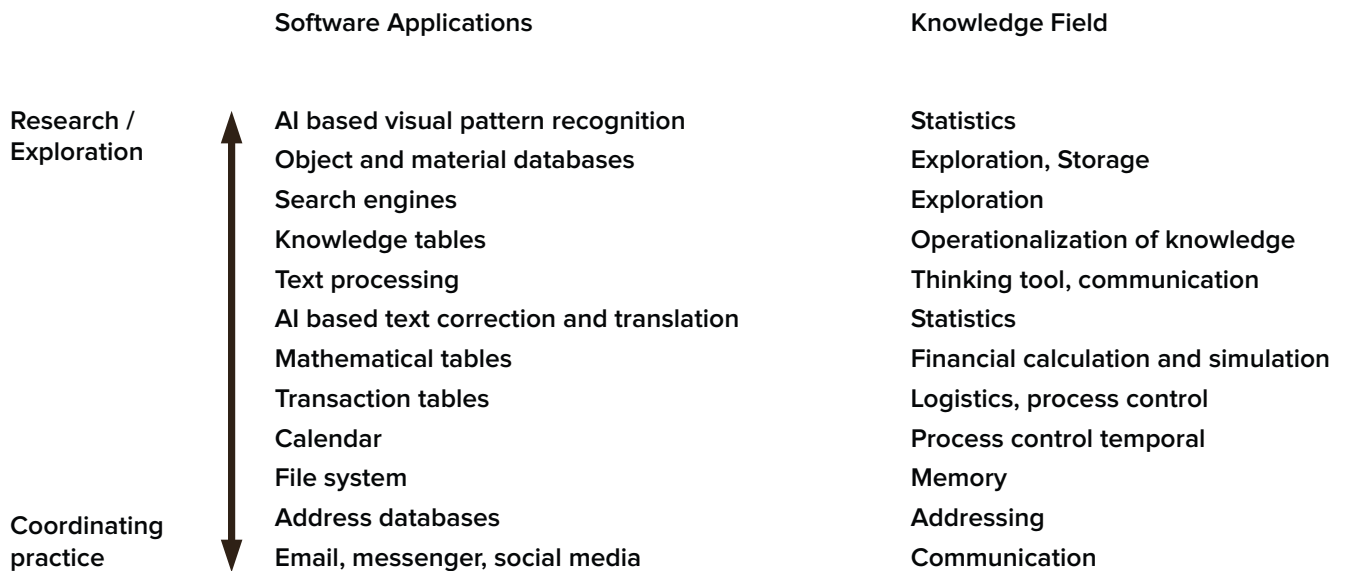 Software Applications Knowledge Field
Research / AI based visual pattern recognition Statistics
Exploration
Object and material databases Exploration, Storage
Search engines Exploration
Knowledge tables Operationalization of knowledge
Text processing Thinking tool, communication
AI based text correction and translation Statistics
Mathematical tables Financial calculation and simulation
Transaction tables Logistics, process control
Calendar Process control temporal
File system Memory
Coordinating
Address databases Addressing
practice Email, messenger, social media Communication